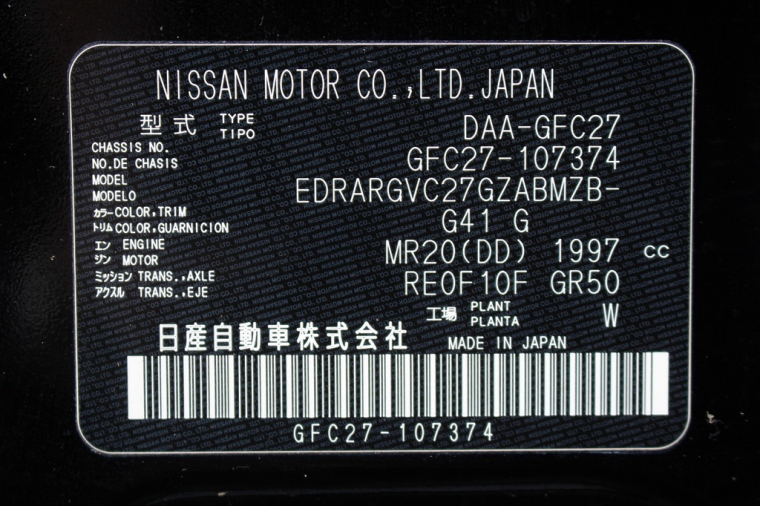 NISSAN MOTOR CO.,LTD.JAPAN
型式 TYPE TIPO DAA-GFC27
CHASSIS NO.
NO.DE CHASIS GFC27-107374
MODEL
MODELO EDRARGVC27GZABMZB-
カラー COLOR,TRIM
トリム COLOR,GUARNICION G41 G
エン ENGINE
ジン MOTOR MR20(DD) 1997 cc
ミッション TRANS.,AXLE
アクスル TRANS.,EJE RE0F10F GR50
工場 PLANT PLANTA W
日産自動車株式会社 MADE IN JAPAN
GFC27-107374